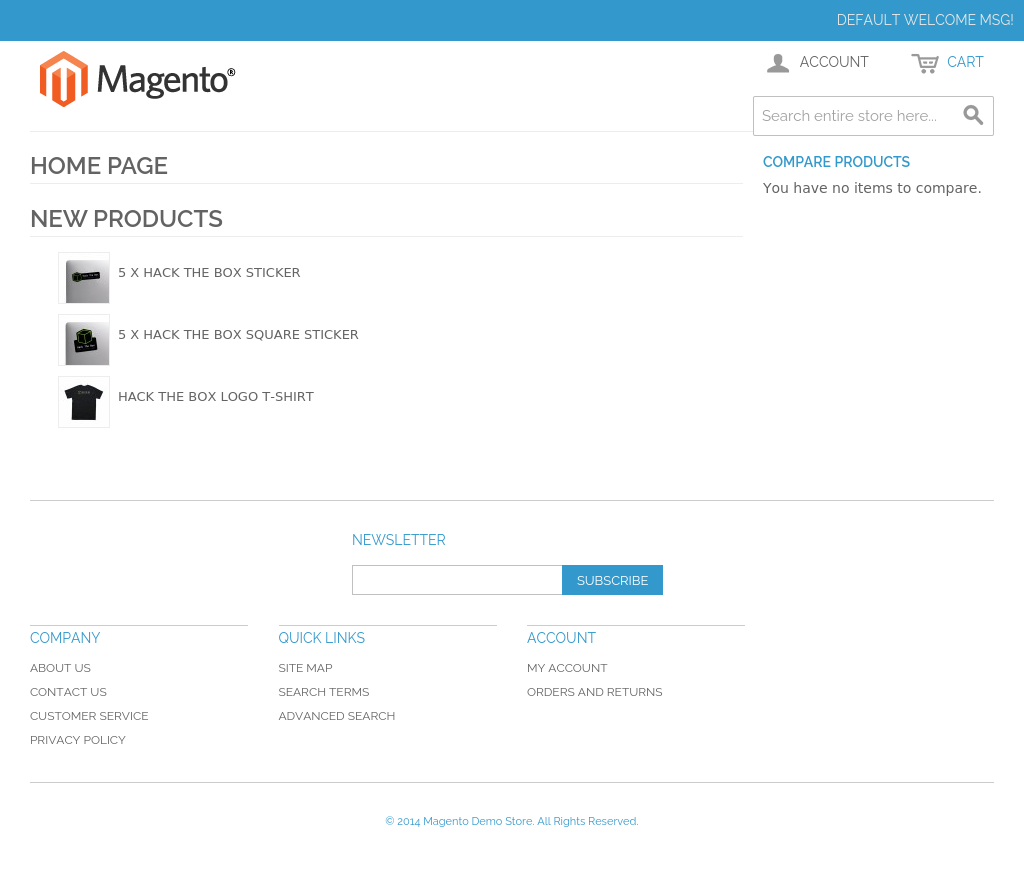 DEFAULT WELCOME MSG!
Magento®
ACCOUNT
CART
Search entire store here...
HOME PAGE
NEW PRODUCTS
5 X HACK THE BOX STICKER
5 X HACK THE BOX SQUARE STICKER
HACK THE BOX LOGO T-SHIRT
COMPARE PRODUCTS
You have no items to compare.
NEWSLETTER
SUBSCRIBE
COMPANY
ABOUT US
CONTACT US
CUSTOMER SERVICE
PRIVACY POLICY
QUICK LINKS
SITE MAP
SEARCH TERMS
ADVANCED SEARCH
ACCOUNT
MY ACCOUNT
ORDERS AND RETURNS
© 2014 Magento Demo Store. All Rights Reserved.